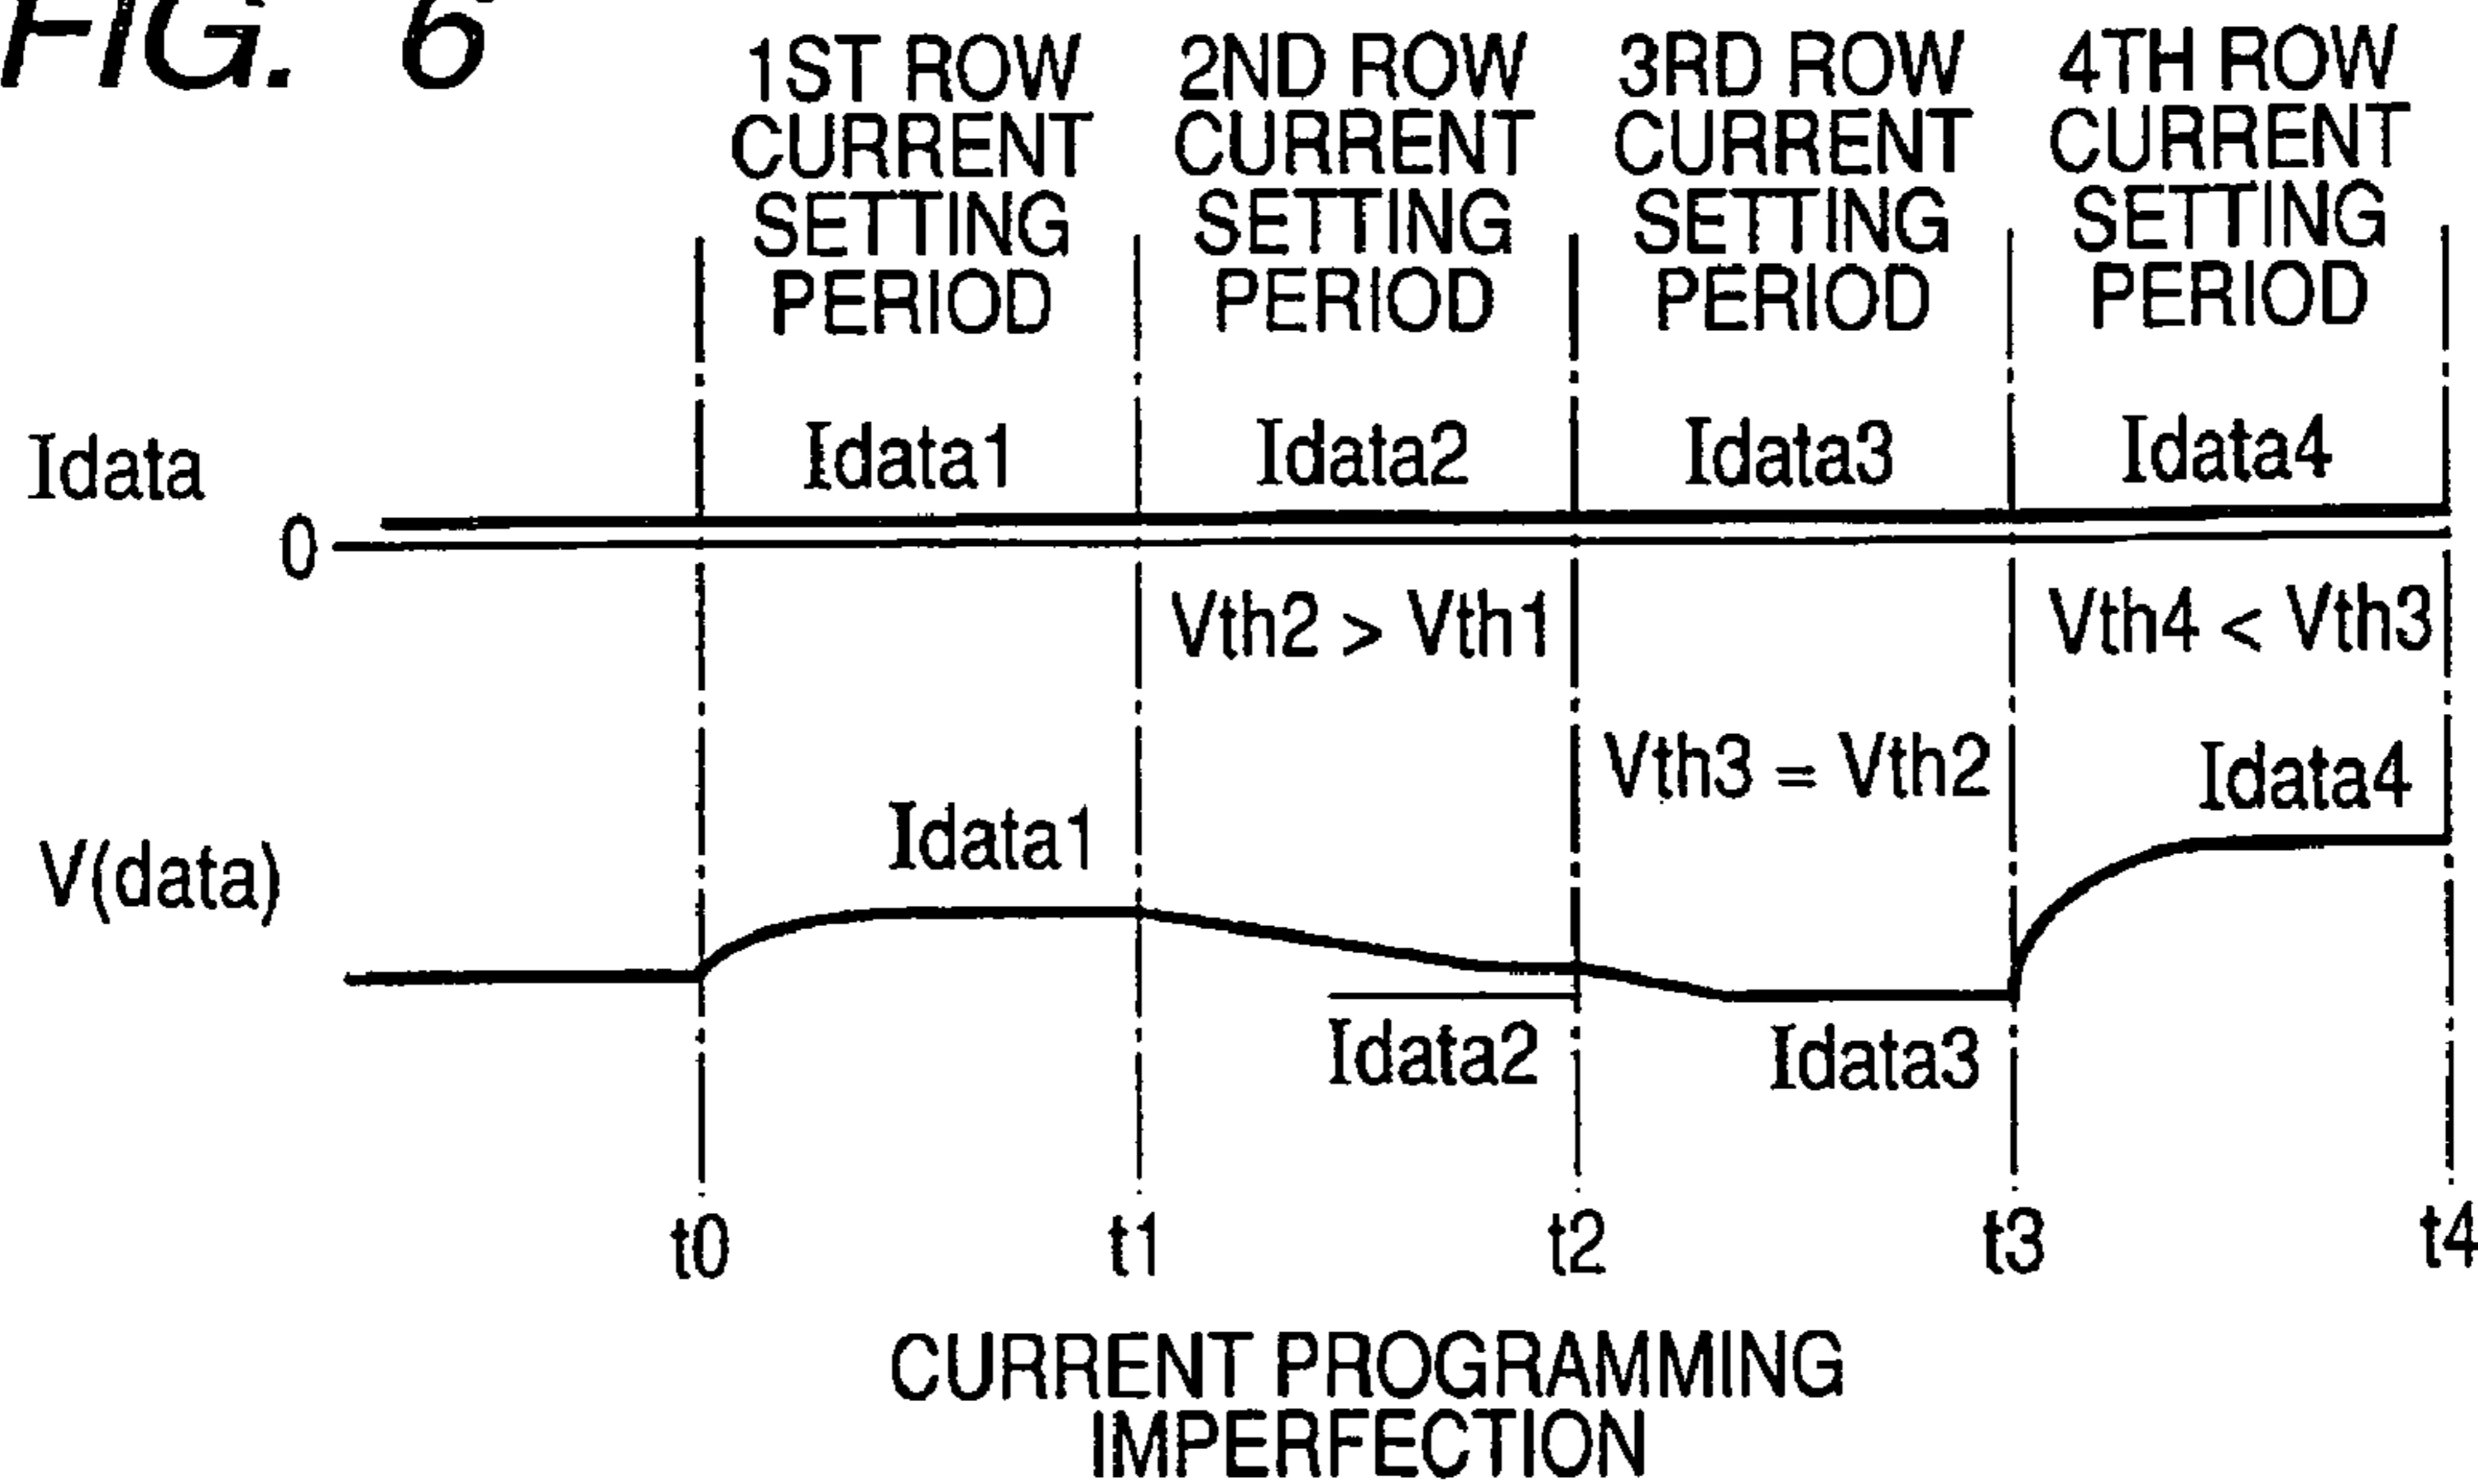 FIG. 6
1ST ROW CURRENT SETTING PERIOD
2ND ROW CURRENT SETTING PERIOD
3RD ROW CURRENT SETTING PERIOD
4TH ROW CURRENT SETTING PERIOD
Idata
Idata1
Idata2
Idata3
Idata4
0
Vth2 > Vth1
Vth4 < Vth3
Vth3 = Vth2
Idata4
Idata1
V(data)
Idata2
Idata3
t0
t1
t2
t3
t4
CURRENT PROGRAMMING
IMPERFECTION